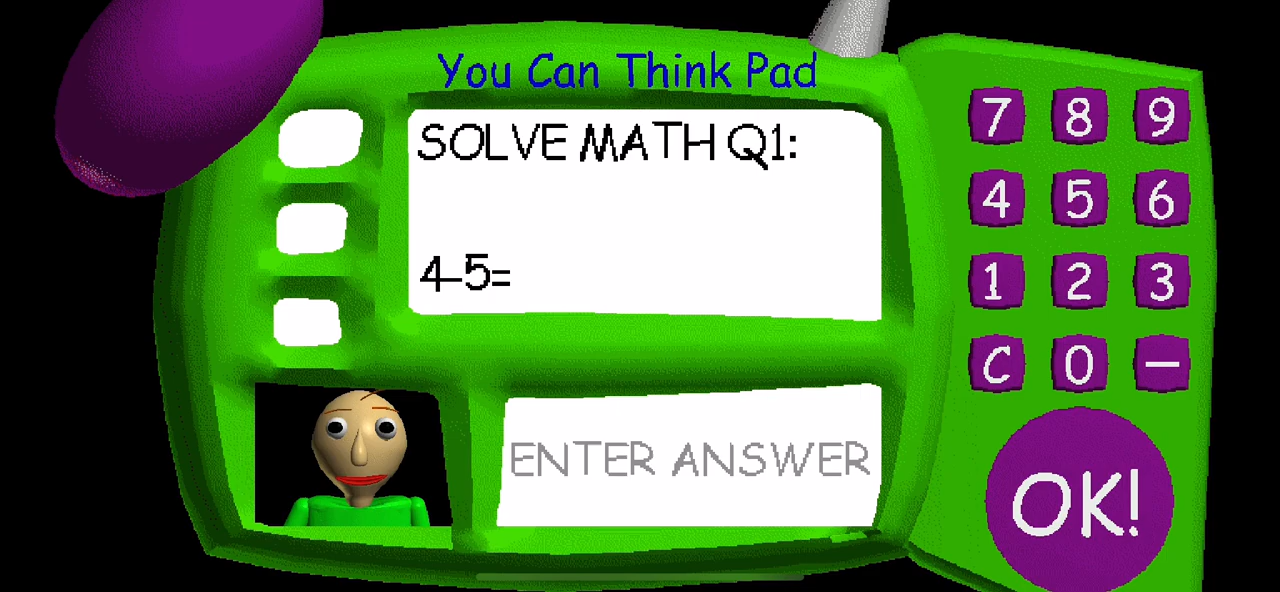 You Can Think Pad
SOLVE MATH Q1:
4-5=
ENTER ANSWER
7 8 9
4 5 6
1 2 3
C 0 -
OK!